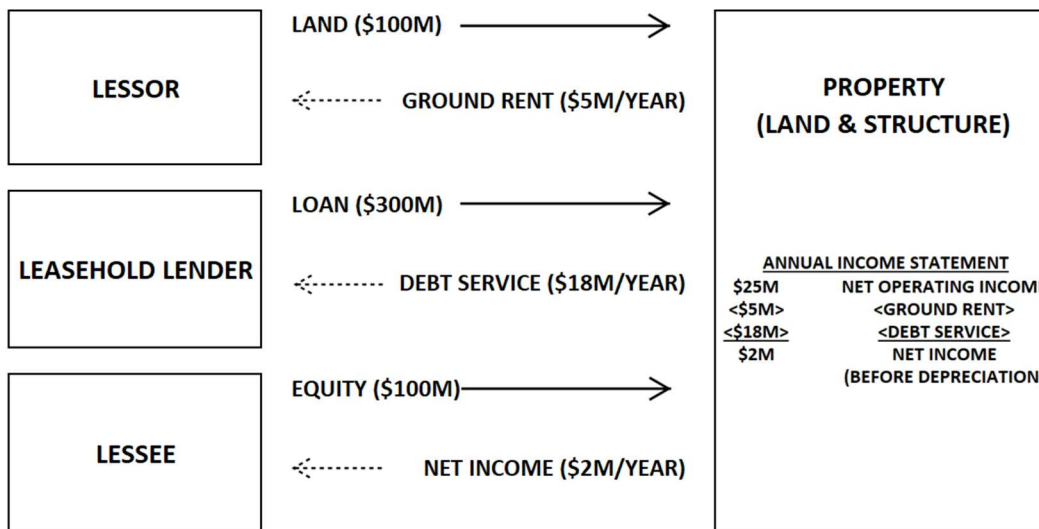 LESSOR
LAND ($100M)
GROUND RENT ($5M/YEAR)
LEASEHOLD LENDER
LOAN ($300M)
DEBT SERVICE ($18M/YEAR)
LESSEE
EQUITY ($100M)
NET INCOME ($2M/YEAR)
PROPERTY
(LAND & STRUCTURE)
ANNUAL INCOME STATEMENT
$25M NET OPERATING INCOME
<$5M> <GROUND RENT>
<$18M> <DEBT SERVICE>
$2M NET INCOME
(BEFORE DEPRECIATION